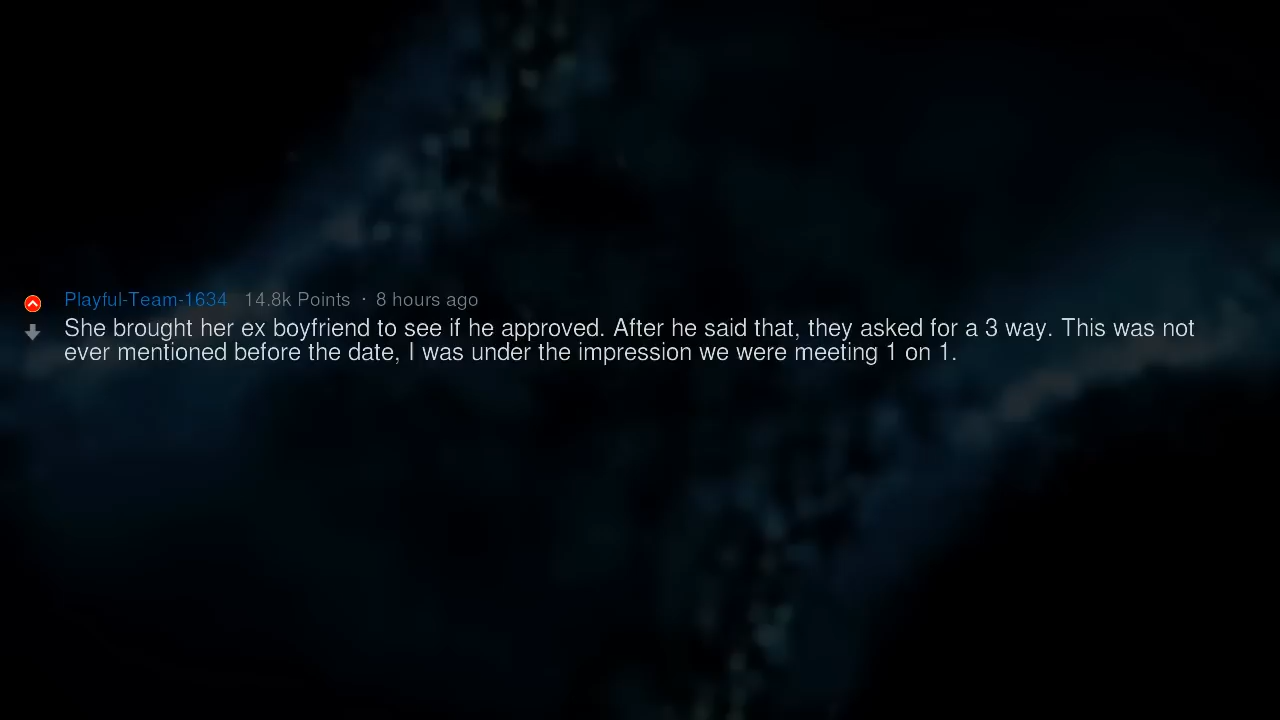 Playful-Team-1634 14.8k Points · 8 hours ago
She brought her ex boyfriend to see if he approved. After he said that, they asked for a 3 way. This was not
ever mentioned before the date, I was under the impression we were meeting 1 on 1.